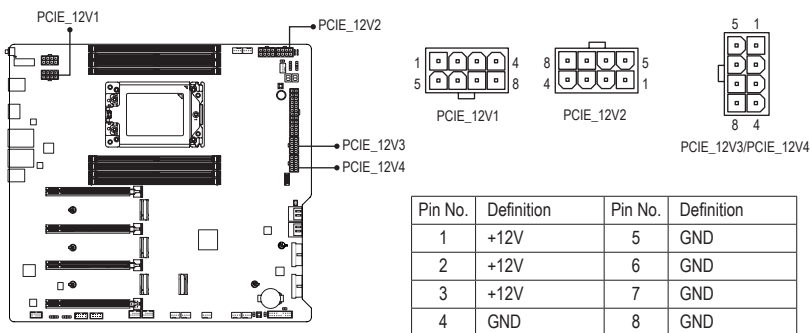 PCIE_12V1
PCIE_12V2
PCIE_12V3
PCIE_12V4
1 4
5 8
PCIE_12V1
8 5
4 1
PCIE_12V2
5 1
8 4
PCIE_12V3/PCIE_12V4
Pin No. Definition Pin No. Definition
1 +12V 5 GND
2 +12V 6 GND
3 +12V 7 GND
4 GND 8 GND